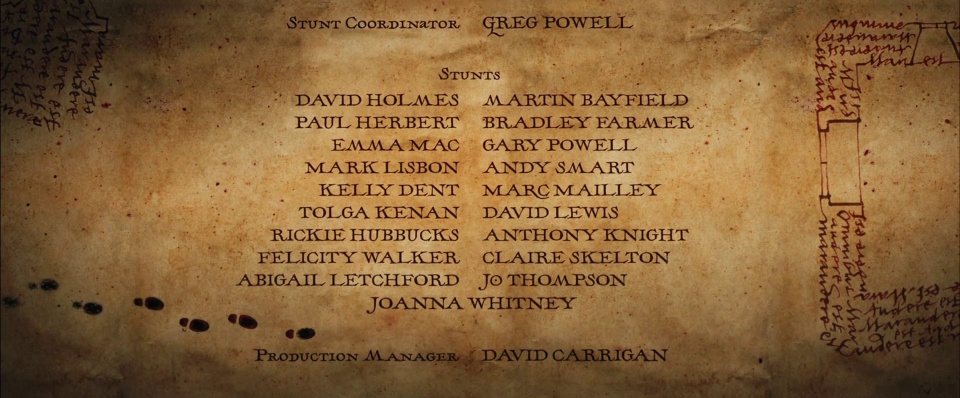 Stunt Coordinator GREG POWELL
Stunts
DAVID HOLMES MARTIN BAYFIELD
PAUL HERBERT BRADLEY FARMER
EMMA MAC GARY POWELL
MARK LISBON ANDY SMART
KELLY DENT MARC MAILLEY
TOLGA KENAN DAVID LEWIS
RICKIE HUBBUCKS ANTHONY KNIGHT
FELICITY WALKER CLAIRE SKELTON
ABIGAIL LETCHFORD JO THOMPSON
JOANNA WHITNEY
Production Manager DAVID CARRIGAN